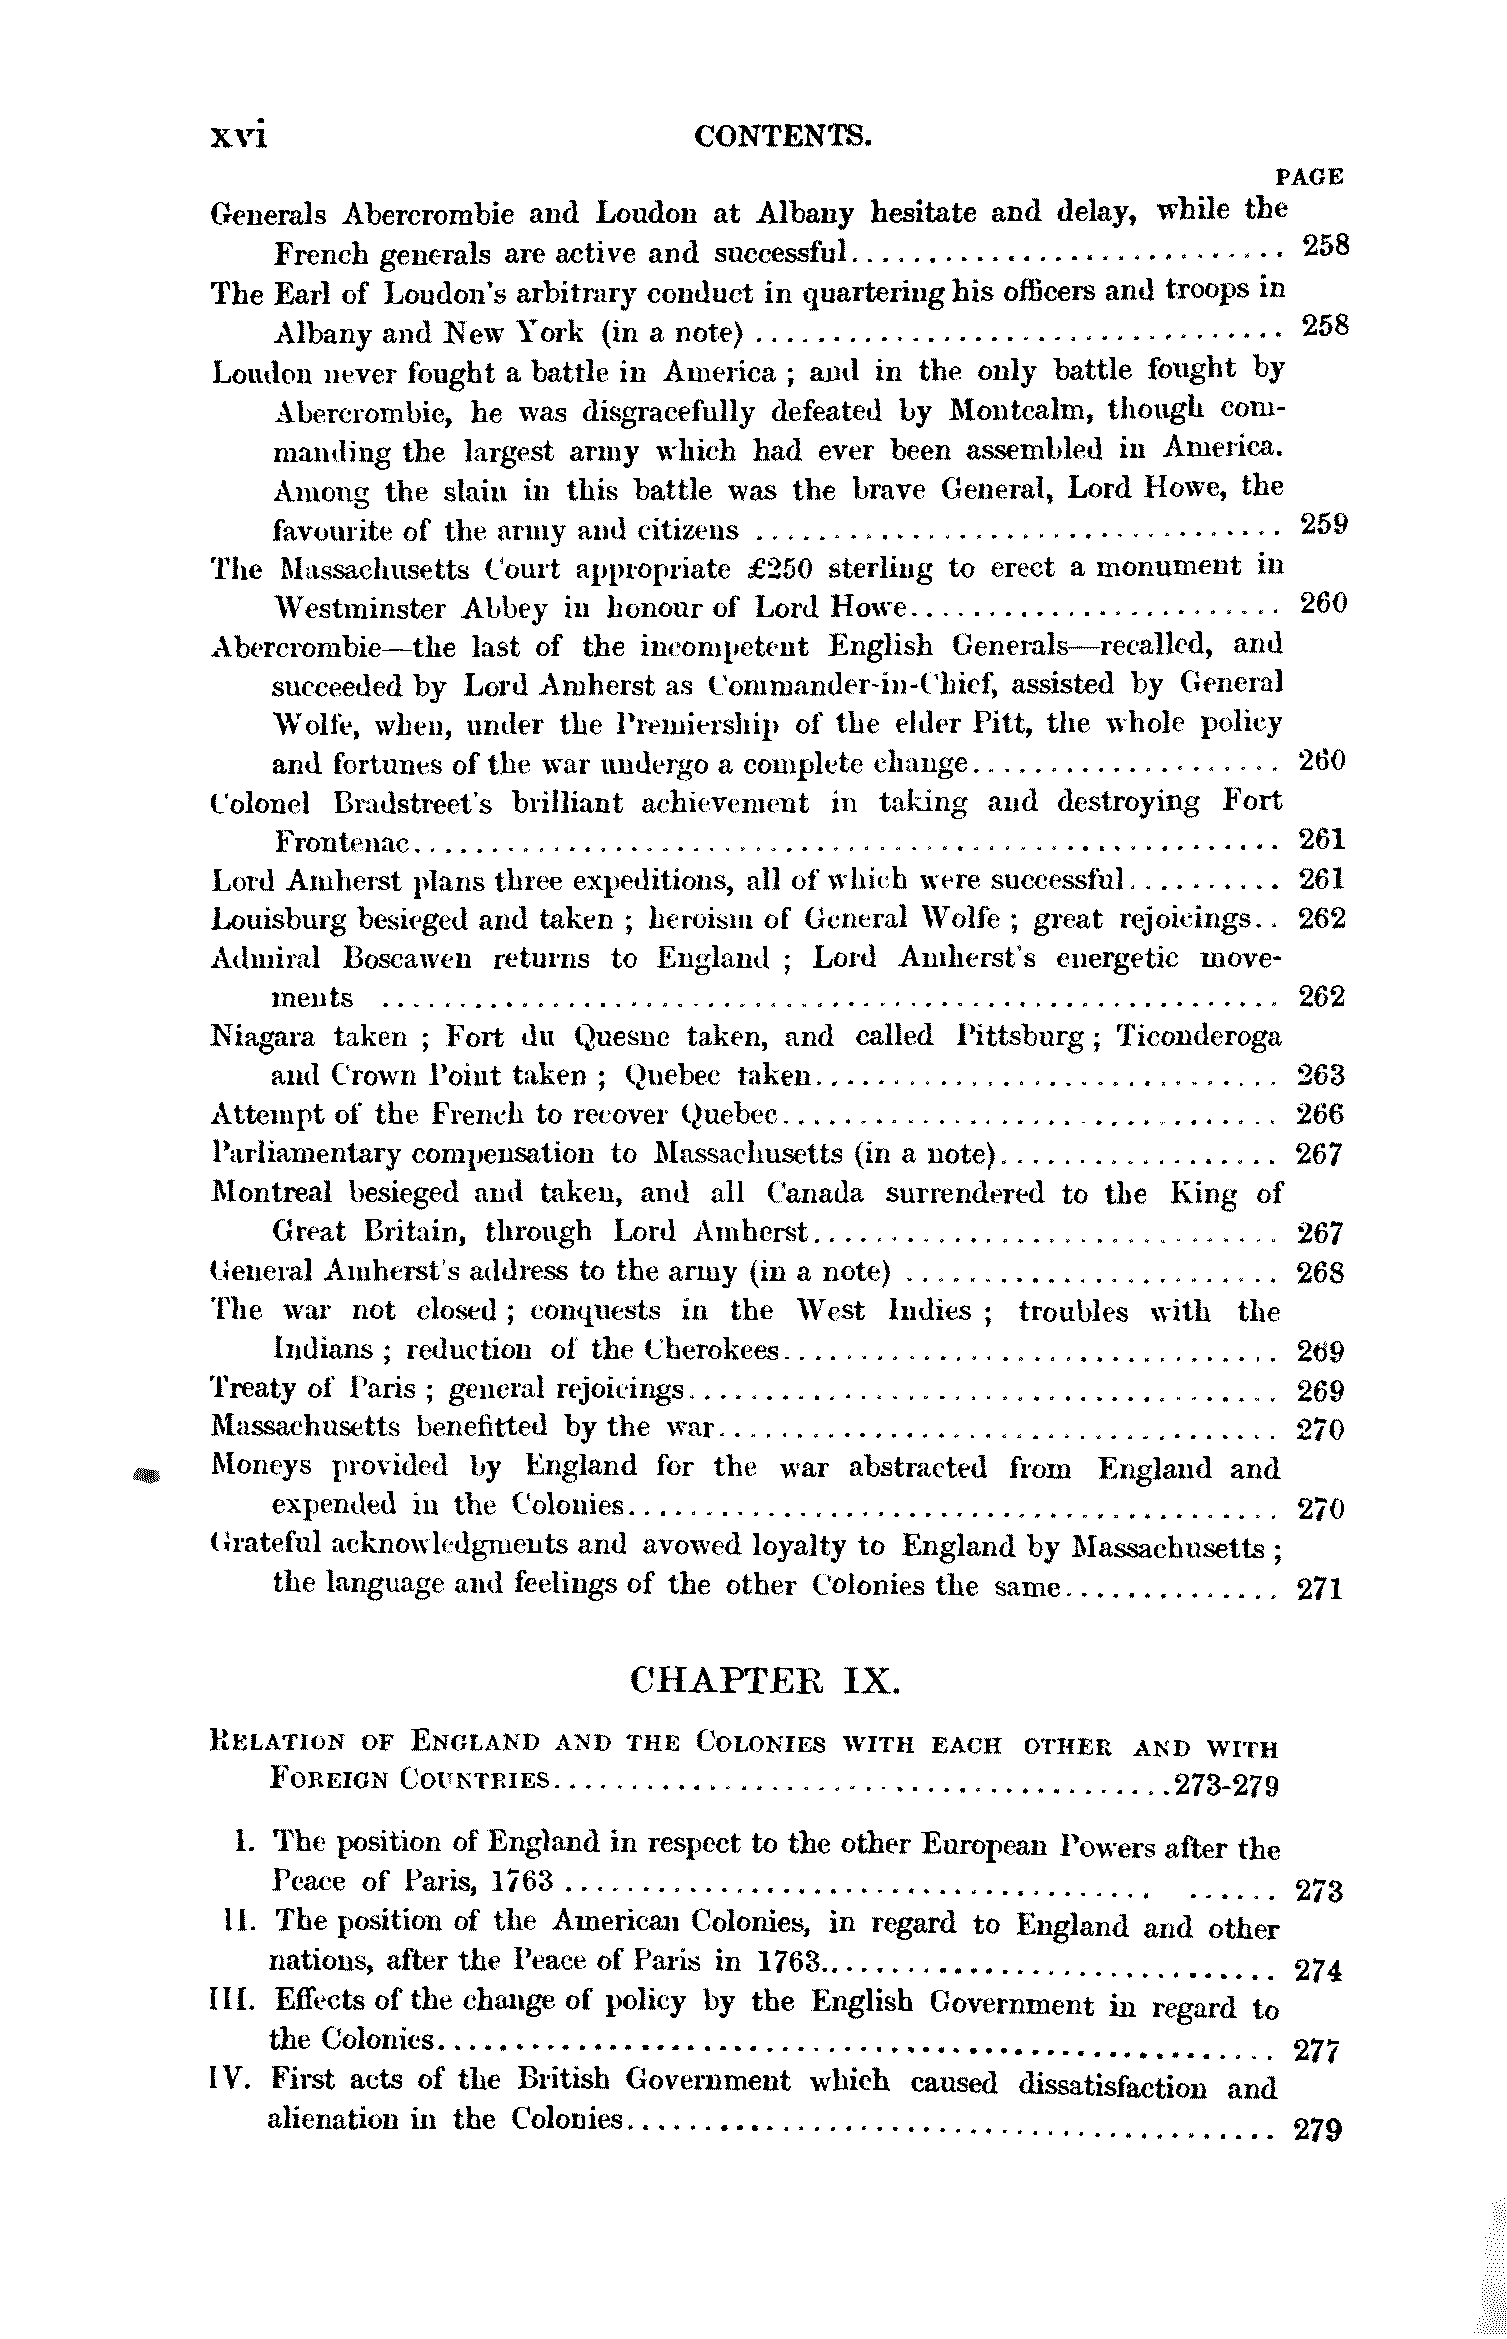 xvi CONTENTS.
PAGE
Generals Abercrombie and Loudon at Albany hesitate and delay, while the
French generals are active and successful............................ 258
The Earl of Loudon's arbitrary conduct in quartering his officers and troops in
Albany and New York (in a note) .................................. 258
Loudon never fought a battle in America ; and in the only battle fought by
Abercrombie, he was disgracefully defeated by Montcalm, though com-
manding the largest army which had ever been assembled in America.
Among the slain in this battle was the brave General, Lord Howe, the
favourite of the army and citizens .................................. 259
The Massachusetts Court appropriate £250 sterling to erect a monument in
Westminster Abbey in honour of Lord Howe........................ 260
Abercrombie—the last of the incompetent English Generals—recalled, and
succeeded by Lord Amherst as Commander-in-Chief, assisted by General
Wolfe, when, under the Premiership of the elder Pitt, the whole policy
and fortunes of the war undergo a complete change.................... 260
Colonel Bradstreet's brilliant achievement in taking and destroying Fort
Frontenac........................................................ 261
Lord Amherst plans three expeditions, all of which were successful.......... 261
Louisburg besieged and taken ; heroism of General Wolfe ; great rejoicings.. 262
Admiral Boscawen returns to England ; Lord Amherst's energetic move-
ments .......................................................... 262
Niagara taken ; Fort du Quesne taken, and called Pittsburg ; Ticonderoga
and Crown Point taken ; Quebec taken.............................. 263
Attempt of the French to recover Quebec................................ 266
Parliamentary compensation to Massachusetts (in a note).................. 267
Montreal besieged and taken, and all Canada surrendered to the King of
Great Britain, through Lord Amherst.............................. 267
General Amherst's address to the army (in a note) ........................ 268
The war not closed ; conquests in the West Indies ; troubles with the
Indians ; reduction of the Cherokees................................ 269
Treaty of Paris ; general rejoicings...................................... 269
Massachusetts benefitted by the war.................................... 270
Moneys provided by England for the war abstracted from England and
expended in the Colonies.......................................... 270
Grateful acknowledgments and avowed loyalty to England by Massachusetts ;
the language and feelings of the other Colonies the same.............. 271
CHAPTER IX.
RELATION OF ENGLAND AND THE COLONIES WITH EACH OTHER AND WITH
FOREIGN COUNTRIES........................................273-279
I. The position of England in respect to the other European Powers after the
Peace of Paris, 1763 ...................................... ...... 273
II. The position of the American Colonies, in regard to England and other
nations, after the Peace of Paris in 1763.............................. 274
III. Effects of the change of policy by the English Government in regard to
the Colonies...................................................... 277
IV. First acts of the British Government which caused dissatisfaction and
alienation in the Colonies.......................................... 279